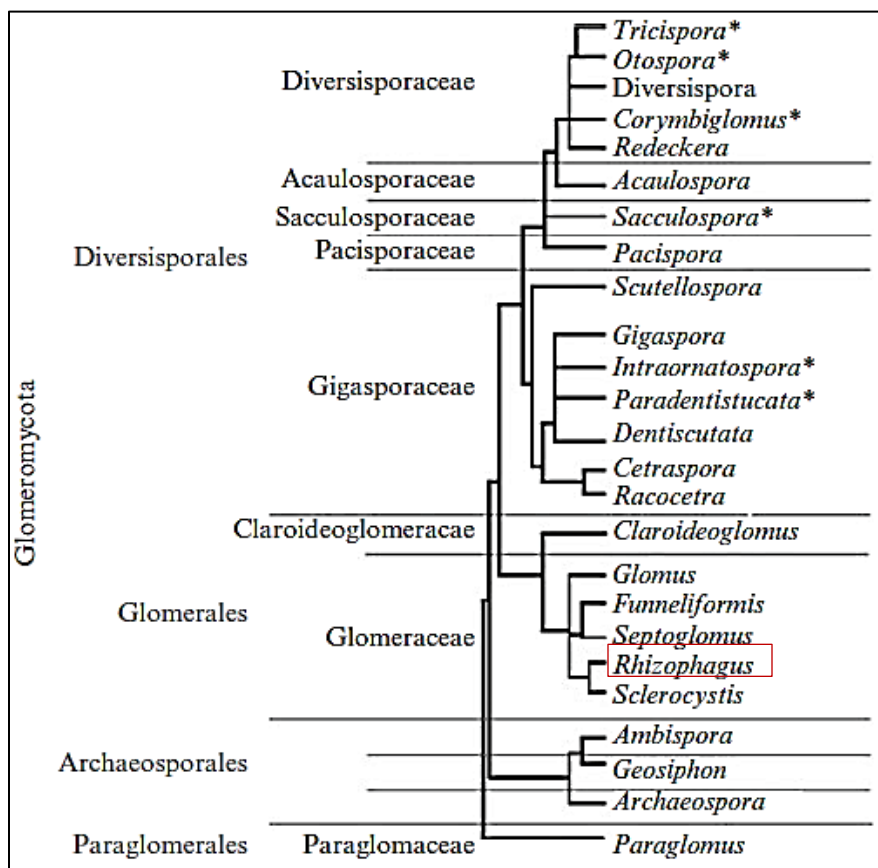 Tricispora*
Otospora*
Diversisporaceae
Diversispora
Corymbiglomus*
Redeckera
Acaulosporaceae
Acaulospora
Sacculosporaceae
Sacculospora*
Diversisporales
Pacisporaceae
Pacispora
Scutellospora
Gigaspora
Intraornatospora*
Gigasporaceae
Paradentistucata*
Dentiscutata
Cetraspora
Racocetra
Glomeromycota
Claroideoglomeracae
Claroideoglomus
Glomus
Glomerales
Funneliformis
Glomeraceae
Septoglomus
Rhizophagus
Sclerocystis
Ambispora
Archaeosporales
Geosiphon
Archaeospora
Paraglomerales
Paraglomaceae
Paraglomus